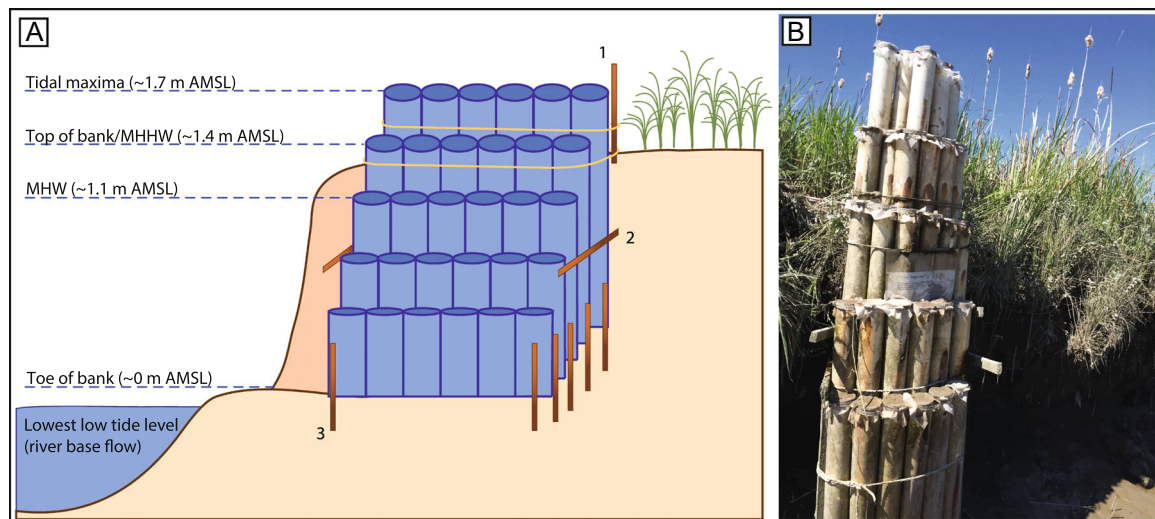 A
Tidal maxima (~1.7 m AMSL)
Top of bank/MHHW (~1.4 m AMSL)
MHW (~1.1 m AMSL)
Toe of bank (~0 m AMSL)
Lowest low tide level
(river base flow)
1
2
3
B